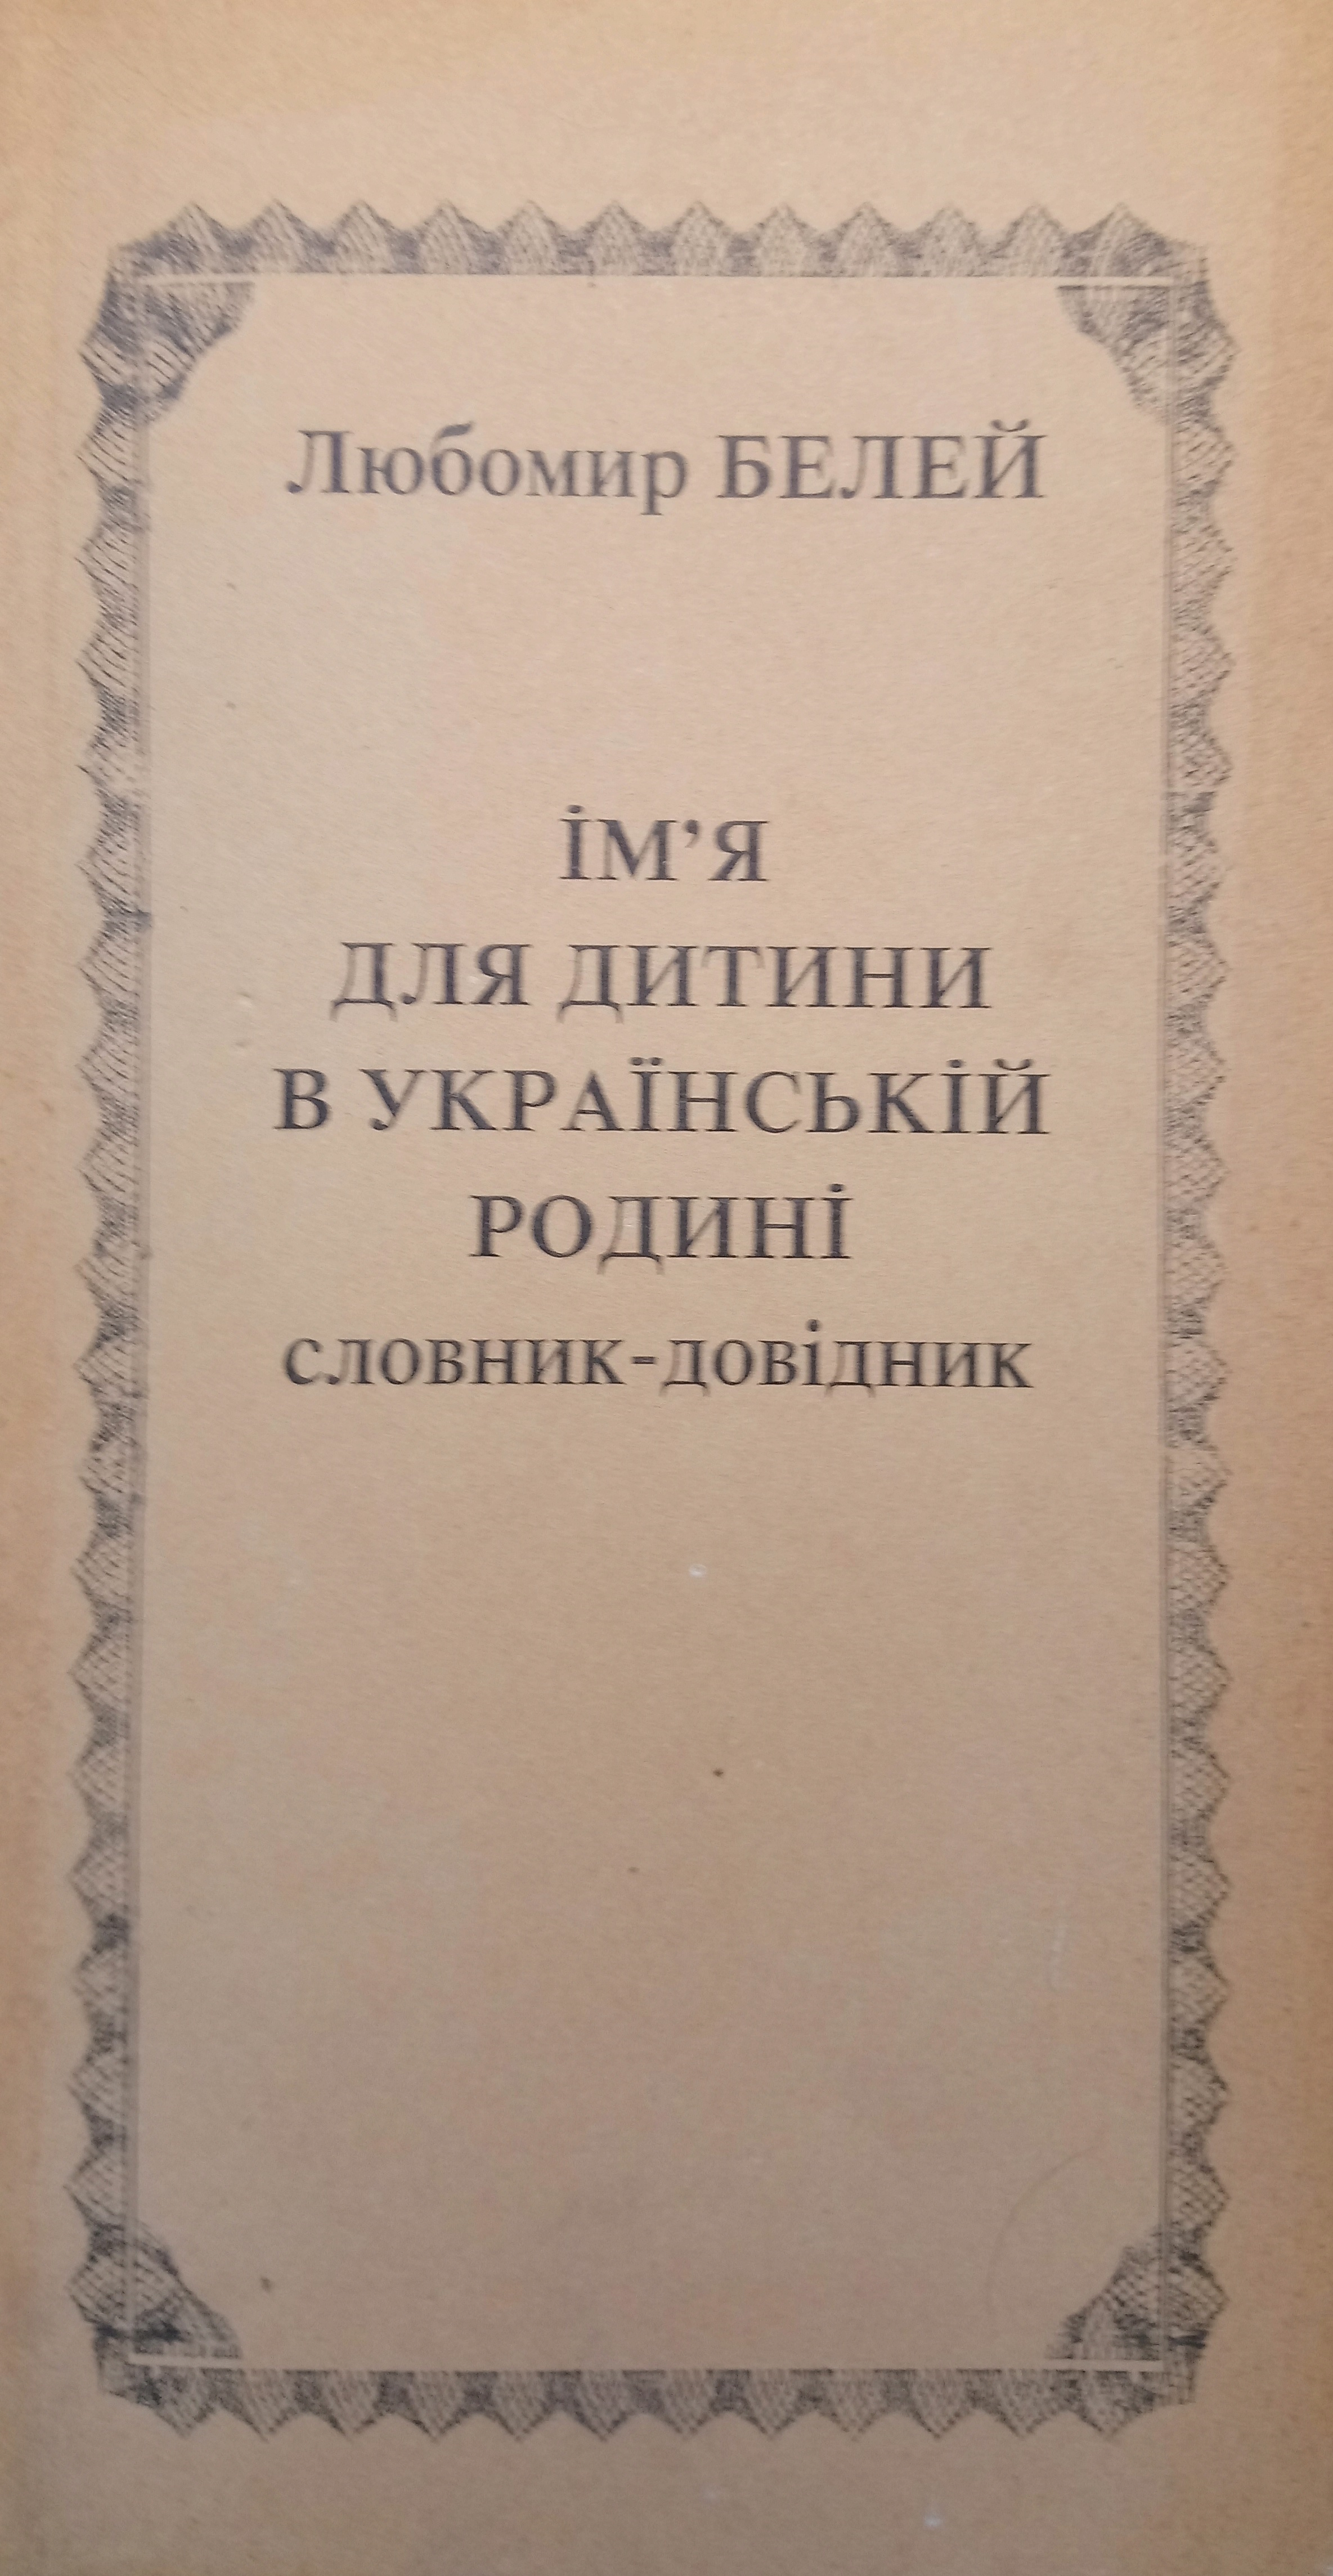 Любомир БЕЛЕЙ
ІМ’Я
ДЛЯ ДИТИНИ
В УКРАЇНСЬКІЙ
РОДИНІ
СЛОВНИК-ДОВІДНИК